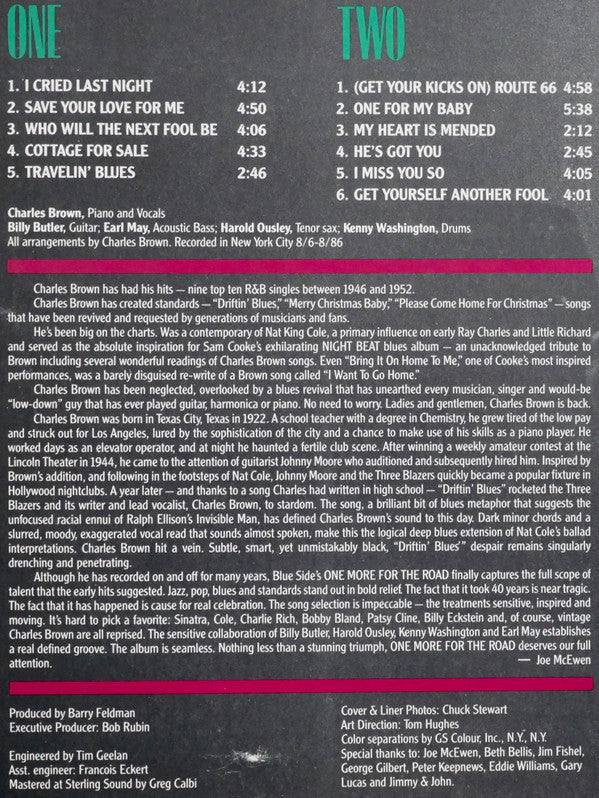 ONE
1. I CRIED LAST NIGHT 4:12
2. SAVE YOUR LOVE FOR ME 4:50
3. WHO WILL THE NEXT FOOL BE 4:06
4. COTTAGE FOR SALE 4:33
5. TRAVELIN' BLUES 2:46
TWO
1. (GET YOUR KICKS ON) ROUTE 66 4:58
2. ONE FOR MY BABY 5:38
3. MY HEART IS MENDED 2:12
4. HE'S GOT YOU 2:45
5. I MISS YOU SO 4:05
6. GET YOURSELF ANOTHER FOOL 4:01
Charles Brown, Piano and Vocals
Billy Butler, Guitar; Earl May, Acoustic Bass; Harold Ousley, Tenor sax; Kenny Washington, Drums
All arrangements by Charles Brown. Recorded in New York City 8/6-8/86
Charles Brown has had his hits — nine top ten R&B singles between 1946 and 1952.
Charles Brown has created standards — "Driftin' Blues," "Merry Christmas Baby," "Please Come Home For Christmas" — songs
that have been revived and requested by generations of musicians and fans.
He's been big on the charts. Was a contemporary of Nat King Cole, a primary influence on early Ray Charles and Little Richard
and served as the absolute inspiration for Sam Cooke's exhilarating NIGHT BEAT blues album — an unacknowledged tribute to
Brown including several wonderful readings of Charles Brown songs. Even "Bring It On Home To Me," one of Cooke's most inspired
performances, was a barely disguised re-write of a Brown song called "I Want To Go Home."
Charles Brown has been neglected, overlooked by a blues revival that has unearthed every musician, singer and would-be
"low-down" guy that has ever played guitar, harmonica or piano. No need to worry. Ladies and gentlemen, Charles Brown is back.
Charles Brown was born in Texas City, Texas in 1922. A school teacher with a degree in Chemistry, he grew tired of the low pay
and struck out for Los Angeles, lured by the sophistication of the city and a chance to make use of his skills as a piano player. He
worked days as an elevator operator, and at night he haunted a fertile club scene. After winning a weekly amateur contest at the
Lincoln Theater in 1944, he came to the attention of guitarist Johnny Moore who auditioned and subsequently hired him. Inspired by
Brown's addition, and following in the footsteps of Nat Cole, Johnny Moore and the Three Blazers quickly became a popular fixture in
Hollywood nightclubs. A year later — and thanks to a song Charles had written in high school — "Driftin' Blues" rocketed the Three
Blazers and its writer and lead vocalist, Charles Brown, to stardom. The song, a brilliant bit of blues metaphor that suggests the
unfocused racial ennui of Ralph Ellison's Invisible Man, has defined Charles Brown's sound to this day. Dark minor chords and a
slurred, moody, exaggerated vocal read that sounds almost spoken, make this the logical deep blues extension of Nat Cole's ballad
interpretations. Charles Brown hit a vein. Subtle, smart, yet unmistakably black, "Driftin' Blues'" despair remains singularly
drenching and penetrating.
Although he has recorded on and off for many years, Blue Side's ONE MORE FOR THE ROAD finally captures the full scope of
talent that the early hits suggested. Jazz, pop, blues and standards stand out in bold relief. The fact that it took 40 years is near tragic.
The fact that it has happened is cause for real celebration. The song selection is impeccable — the treatments sensitive, inspired and
moving. It's hard to pick a favorite: Sinatra, Cole, Charlie Rich, Bobby Bland, Patsy Cline, Billy Eckstein and, of course, vintage
Charles Brown are all reprised. The sensitive collaboration of Billy Butler, Harold Ousley, Kenny Washington and Earl May establishes
a real defined groove. The album is seamless. Nothing less than a stunning triumph, ONE MORE FOR THE ROAD deserves our full
attention. — Joe McEwen
Produced by Barry Feldman
Executive Producer: Bob Rubin
Engineered by Tim Geelan
Asst. engineer: Francois Eckert
Mastered at Sterling Sound by Greg Calbi
Cover & Liner Photos: Chuck Stewart
Art Direction: Tom Hughes
Color separations by GS Colour, Inc., N.Y., N.Y.
Special thanks to: Joe McEwen, Beth Bellis, Jim Fishel,
George Gilbert, Peter Keepnews, Eddie Williams, Gary
Lucas and Jimmy & John.